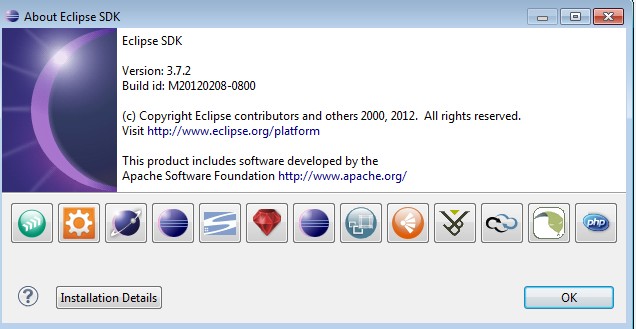 About Eclipse SDK
Eclipse SDK
Version: 3.7.2
Build id: M20120208-0800
(c) Copyright Eclipse contributors and others 2000, 2012.  All rights reserved.
Visit http://www.eclipse.org/platform
This product includes software developed by the
Apache Software Foundation http://www.apache.org/
php
?
Installation Details
OK